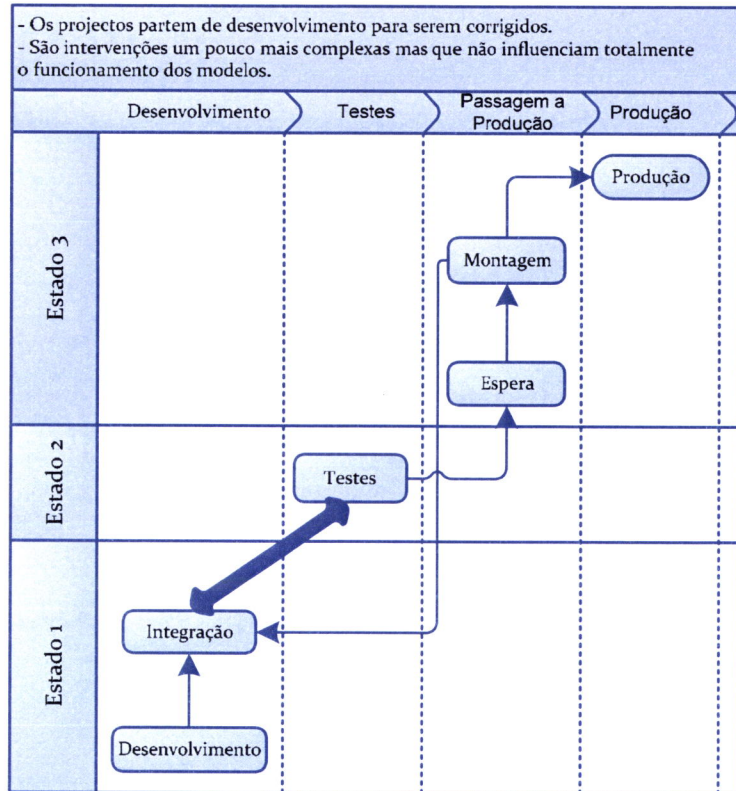 - Os projectos partem de desenvolvimento para serem corrigidos.
- São intervenções um pouco mais complexas mas que não influenciam totalmente
o funcionamento dos modelos.
Desenvolvimento
Testes
Passagem a
Produção
Produção
Estado 3
Produção
Montagem
Espera
Estado 2
Testes
Estado 1
Integração
Desenvolvimento